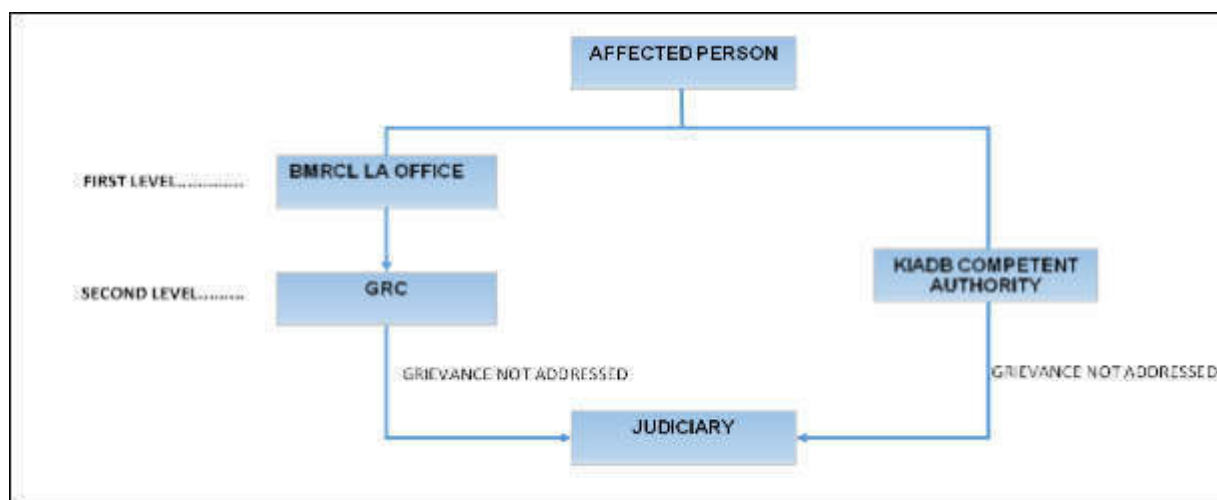 AFFECTED PERSON
BMRCL LA OFFICE
FIRST LEVEL...............
KIADB COMPETENT
AUTHORITY
GRC
SECOND LEVEL..........
GRIEVANCE NOT ADDRESSED
GRIEVANCE NOT ADDRESSED
JUDICIARY